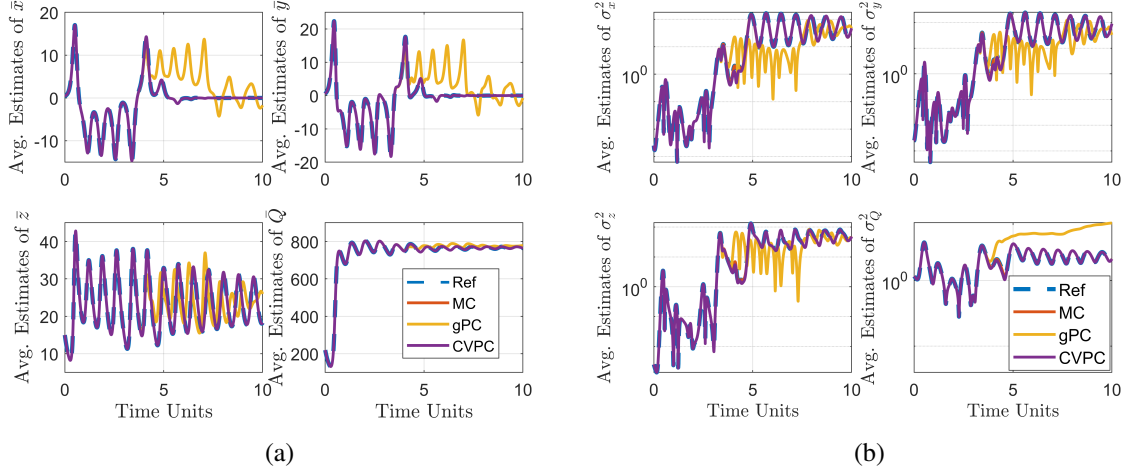 Avg. Estimates of x̄
20
10
0
-10
0
5
10
Avg. Estimates of ȳ
20
10
0
-10
-20
0
5
10
Avg. Estimates of z̄
40
30
20
10
0
5
10
Time Units
Avg. Estimates of Q̄
800
600
400
200
0
5
10
Time Units
Ref
MC
gPC
CVPC
(a)
Avg. Estimates of σ²ₓ
10⁰
0
5
10
Avg. Estimates of σ²_y
10⁰
0
5
10
Avg. Estimates of σ²_z
10⁰
0
5
10
Time Units
Avg. Estimates of σ²_Q
10⁰
0
5
10
Time Units
Ref
MC
gPC
CVPC
(b)